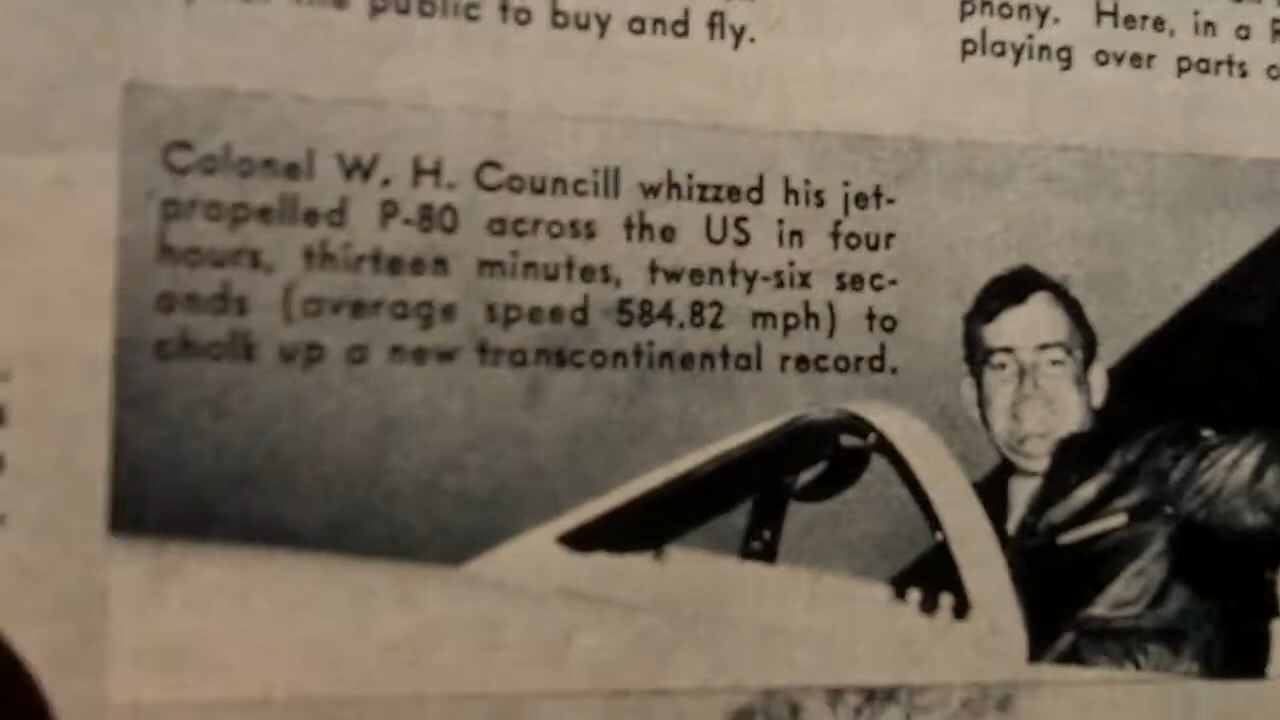 public to buy and fly.
phony. Here, in a
playing over parts
Colonel W. H. Councill whizzed his jet-
propelled P-80 across the US in four
hours, thirteen minutes, twenty-six sec-
onds (average speed 584.82 mph) to
chalk up a new transcontinental record.